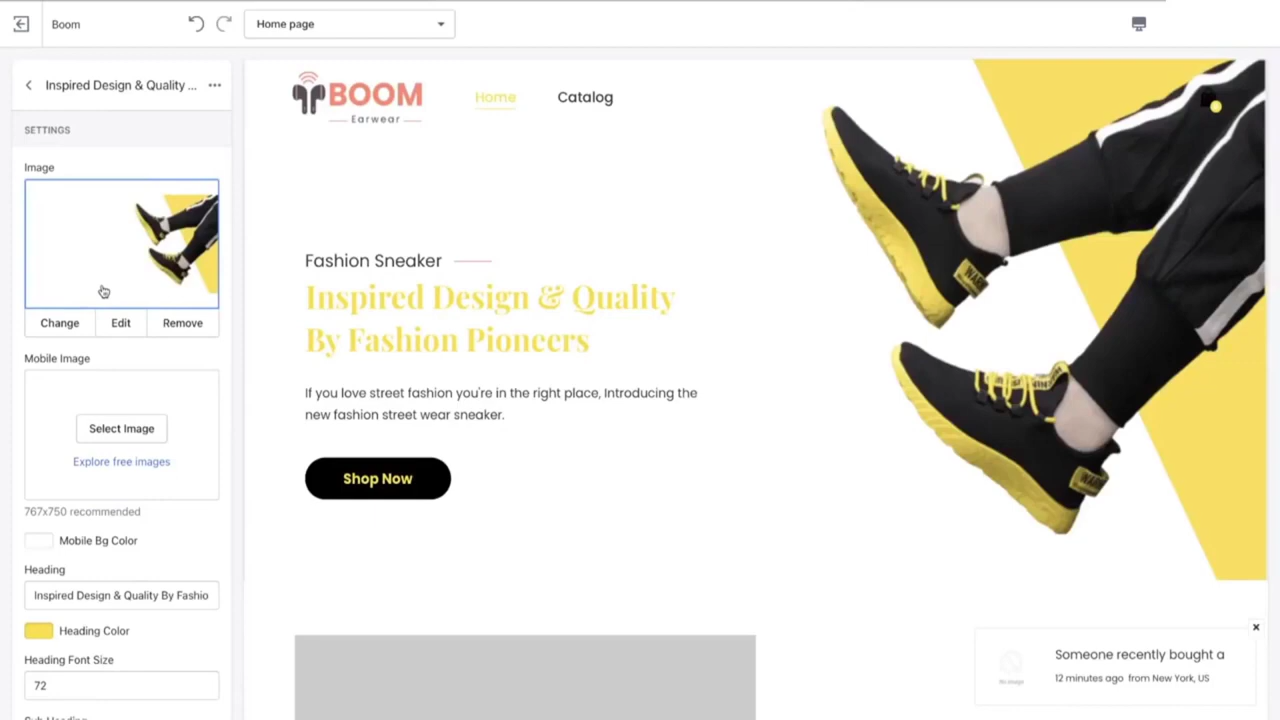 Boom
Home page
Inspired Design & Quality ...
SETTINGS
Image
Change
Edit
Remove
Mobile Image
Select Image
Explore free images
767x750 recommended
Mobile Bg Color
Heading
Inspired Design & Quality By Fashio
Heading Color
Heading Font Size
72
BOOM
Earwear
Home
Catalog
Fashion Sneaker
Inspired Design & Quality
By Fashion Pioneers
If you love street fashion you're in the right place, Introducing the
new fashion street wear sneaker.
Shop Now
Someone recently bought a
12 minutes ago from New York, US
No image